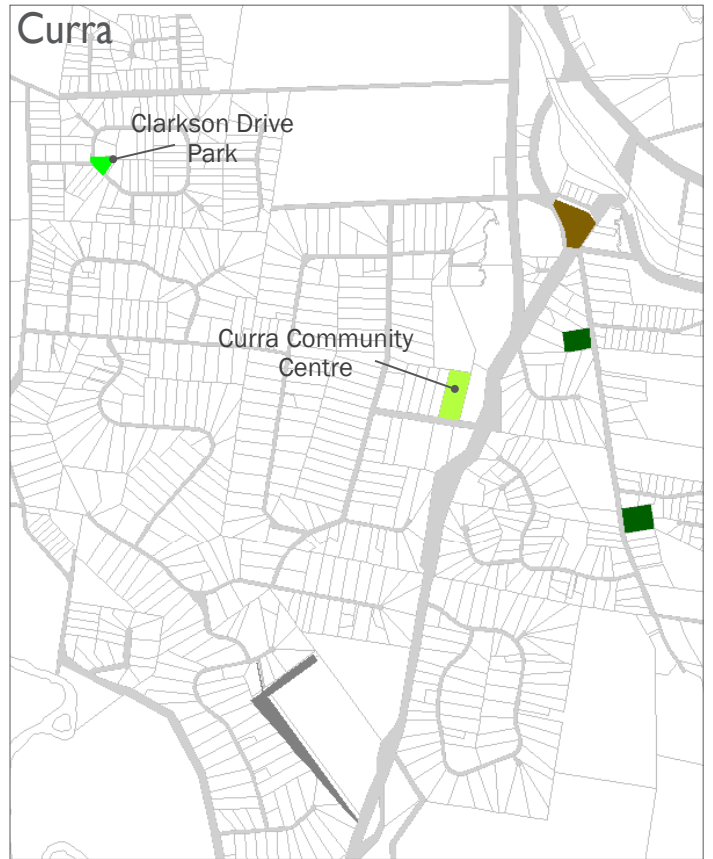 Curra
Clarkson Drive
Park
Curra Community
Centre